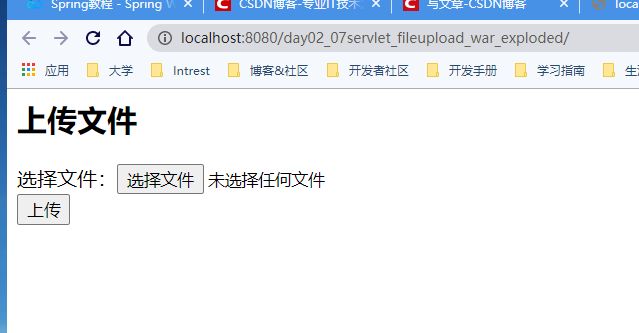 Spring教程 - Spring W
CSDN博客-专业IT技术
写文章-CSDN博客
loca
localhost:8080/day02_07servlet_fileupload_war_exploded/
应用 大学 Intrest 博客&社区 开发者社区 开发手册 学习指南 生
上传文件
选择文件： 选择文件 未选择任何文件
上传